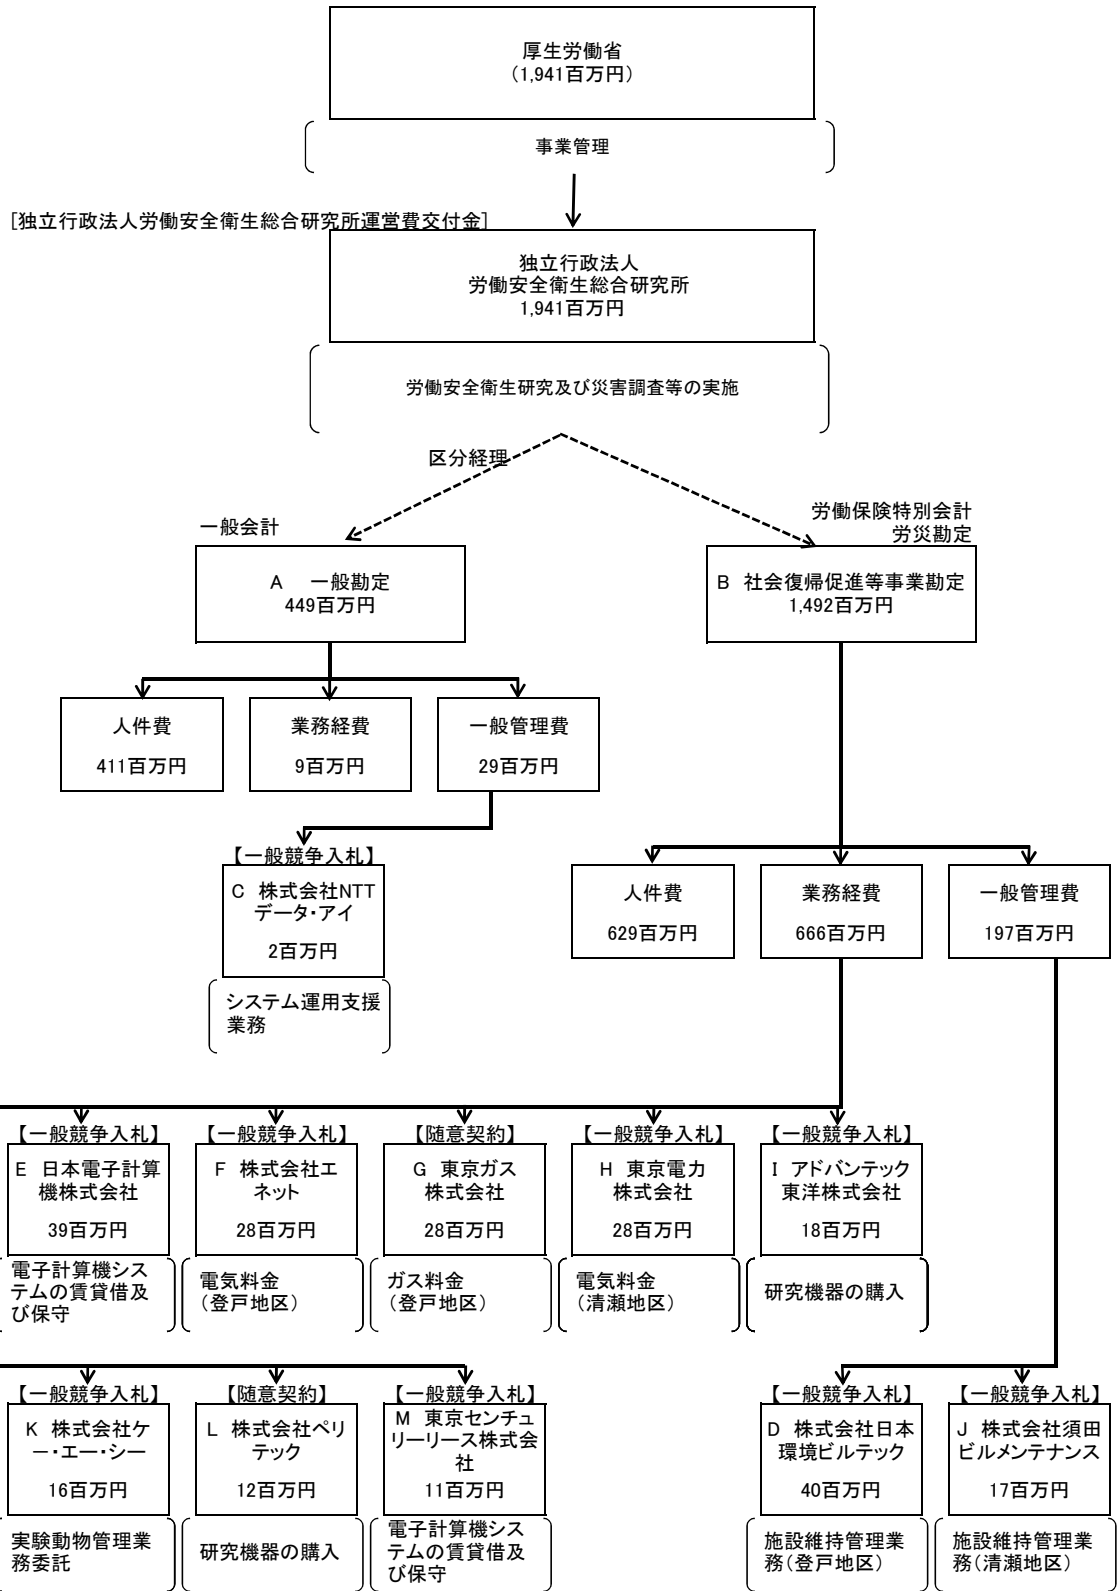 厚生労働省
(1,941百万円)
事業管理
[独立行政法人労働安全衛生総合研究所運営費交付金]
独立行政法人
労働安全衛生総合研究所
1,941百万円
労働安全衛生研究及び災害調査等の実施
区分経理
一般会計
労働保険特別会計
労災勘定
A 一般勘定
449百万円
B 社会復帰促進等事業勘定
1,492百万円
人件費
411百万円
業務経費
9百万円
一般管理費
29百万円
【一般競争入札】
C 株式会社NTT
データ・アイ
2百万円
システム運用支援
業務
人件費
629百万円
業務経費
666百万円
一般管理費
197百万円
【一般競争入札】
E 日本電子計算
機株式会社
39百万円
電子計算機シス
テムの賃貸借及
び保守
【一般競争入札】
F 株式会社エ
ネット
28百万円
電気料金
(登戸地区)
【随意契約】
G 東京ガス
株式会社
28百万円
ガス料金
(登戸地区)
【一般競争入札】
H 東京電力
株式会社
28百万円
電気料金
(清瀬地区)
【一般競争入札】
I アドバンテック
東洋株式会社
18百万円
研究機器の購入
【一般競争入札】
K 株式会社ケ
ー・エー・シー
16百万円
実験動物管理業
務委託
【随意契約】
L 株式会社ペリ
テック
12百万円
研究機器の購入
【一般競争入札】
M 東京センチュ
リーリース株式会
社
11百万円
電子計算機シス
テムの賃貸借及
び保守
【一般競争入札】
D 株式会社日本
環境ビルテック
40百万円
施設維持管理業
務(登戸地区)
【一般競争入札】
J 株式会社須田
ビルメンテナンス
17百万円
施設維持管理業
務(清瀬地区)